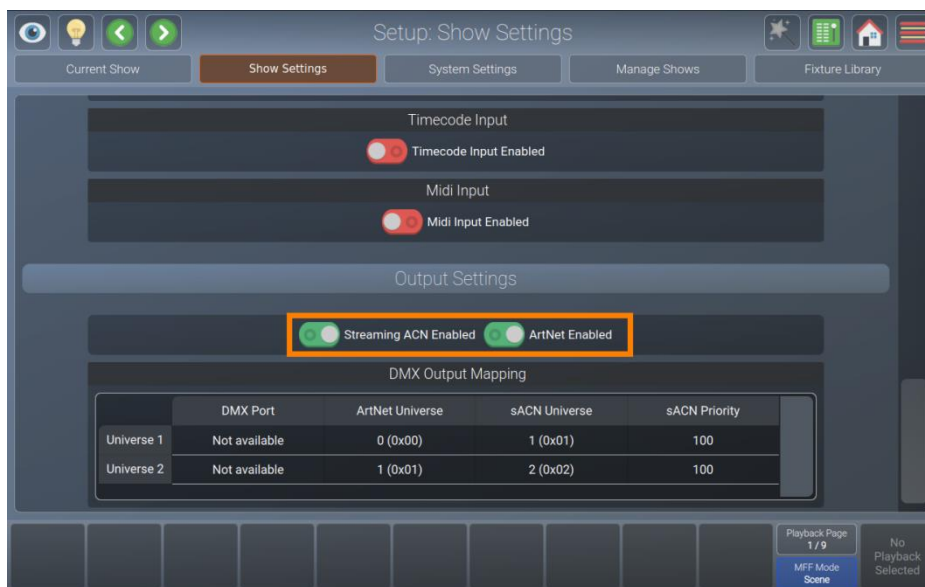 Setup: Show Settings
Current Show
Show Settings
System Settings
Manage Shows
Fixture Library
Timecode Input
Timecode Input Enabled
Midi Input
Midi Input Enabled
Output Settings
Streaming ACN Enabled
ArtNet Enabled
DMX Output Mapping
DMX Port ArtNet Universe sACN Universe sACN Priority
Universe 1 Not available 0 (0x00) 1 (0x01) 100
Universe 2 Not available 1 (0x01) 2 (0x02) 100
Playback Page
1 / 9
MFF Mode
Scene
No
Playback
Selected